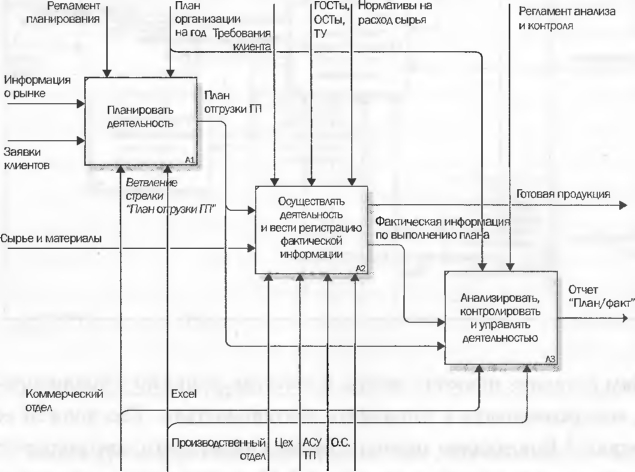 Регламент
планирования
План
организации
на год
Требования
клиента
ГОСТы,
ОСТы,
ТУ
Нормативы на
расход сырья
Регламент анализа
и контроля
Информация
о рынке
Планировать
деятельность
А1
План
отгрузки ГП
Заявки
клиентов
Ветвление
стрелки
"План отгрузки ГП"
Осуществлять
деятельность
и вести регистрацию
фактической
информации
А2
Готовая продукция
Фактическая информация
по выполнению плана
Сырье и материалы
Анализировать,
контролировать
и управлять
деятельностью
А3
Отчет
"План/факт"
Коммерческий
отдел
Excel
Производственный
отдел
Цех
АСУ
ТП
О.С.